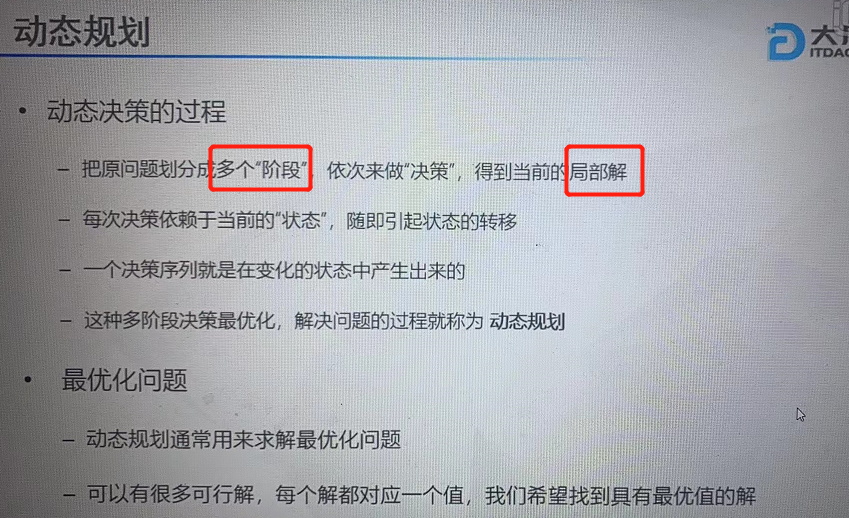 动态规划
ITDA
• 动态决策的过程
– 把原问题划分成多个“阶段”，依次来做“决策”，得到当前的局部解
– 每次决策依赖于当前的“状态”，随即引起状态的转移
– 一个决策序列就是在变化的状态中产生出来的
– 这种多阶段决策最优化，解决问题的过程就称为 动态规划
• 最优化问题
– 动态规划通常用来求解最优化问题
– 可以有很多可行解，每个解都对应一个值，我们希望找到具有最优值的解